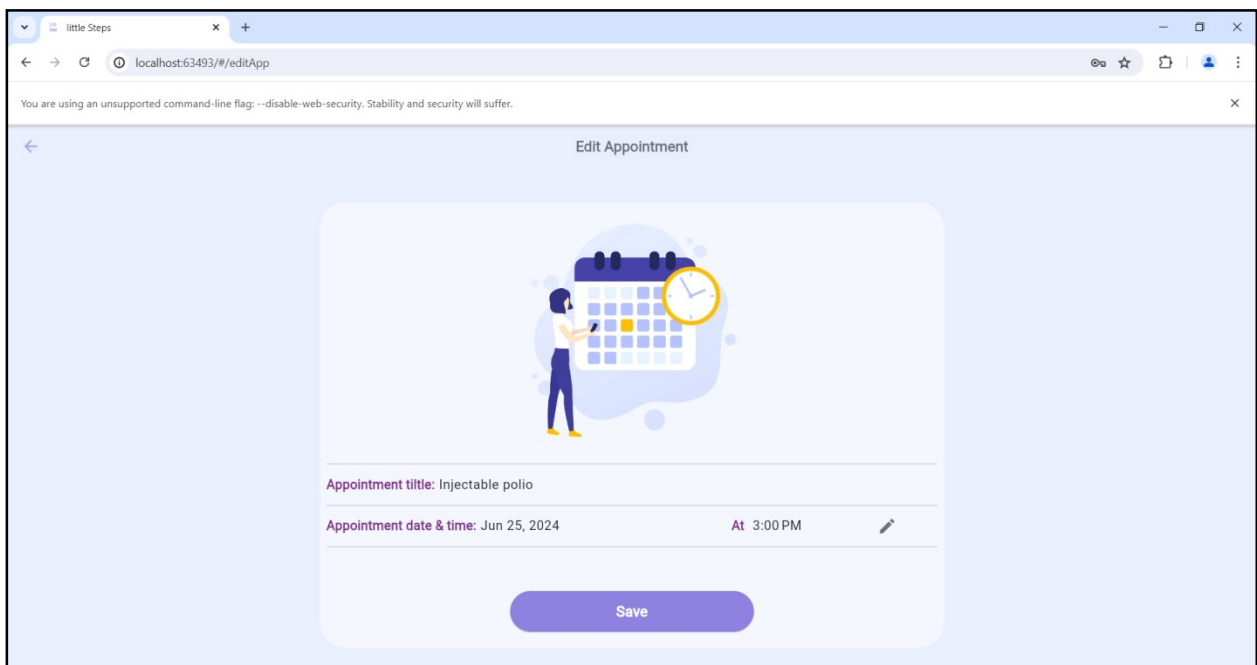 little Steps
localhost:63493/#/editApp
You are using an unsupported command-line flag: --disable-web-security. Stability and security will suffer.
Edit Appointment
Appointment tiltle: Injectable polio
Appointment date & time: Jun 25, 2024 At 3:00 PM
Save